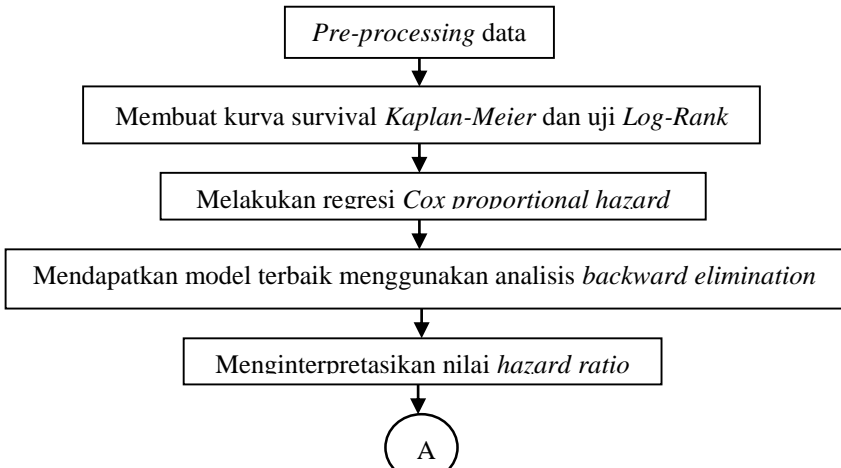 Pre-processing data
Membuat kurva survival Kaplan-Meier dan uji Log-Rank
Melakukan regresi Cox proportional hazard
Mendapatkan model terbaik menggunakan analisis backward elimination
Menginterpretasikan nilai hazard ratio
A